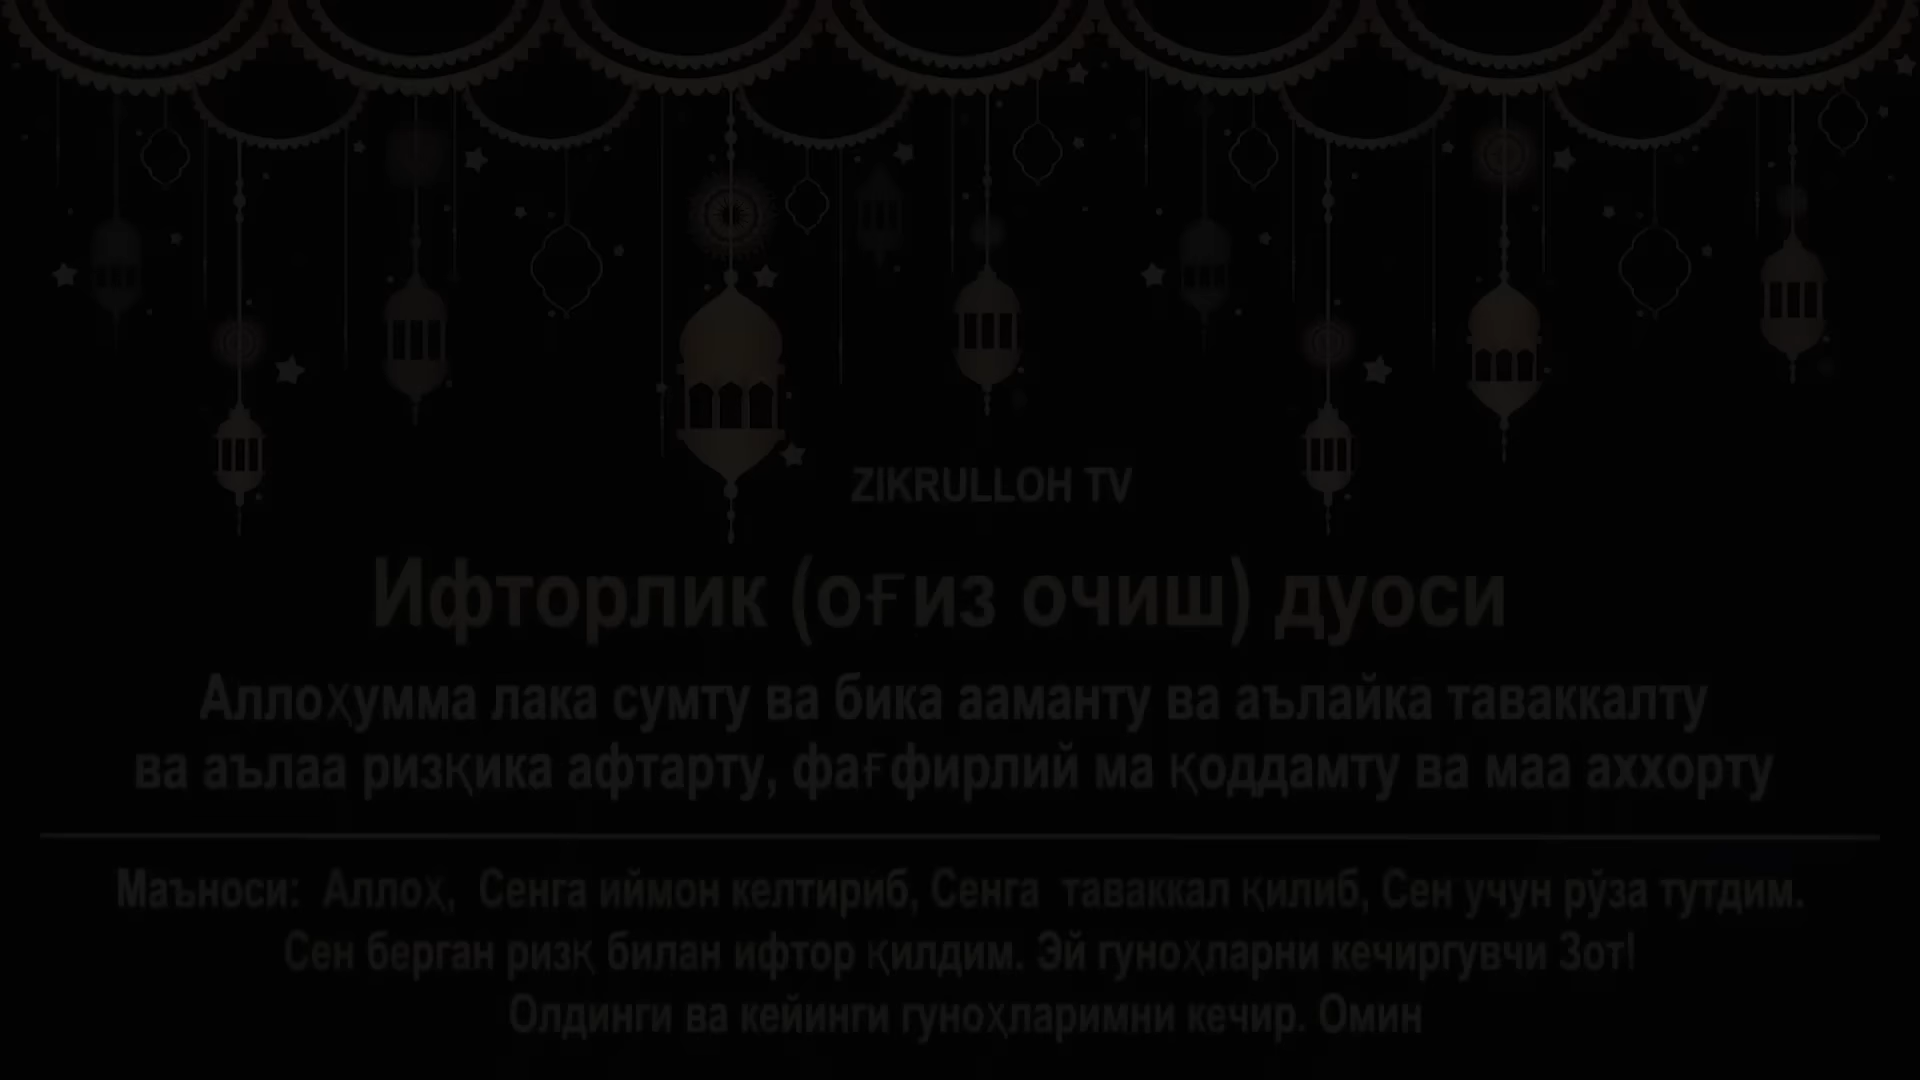 ZIKRULLOH TV
Ифторлик (оғиз очиш) дуоси
Аллоҳумма лака сумту ва бика ааманту ва аълайка таваккалту
ва аълаа ризқика афтарту, фағфирлий ма қоддамту ва маа аххорту
Маъноси: Аллоҳ, Сенга иймон келтириб, Сенга таваккал қилиб, Сен учун рўза тутдим.
Сен берган ризқ билан ифтор қилдим. Эй гуноҳларни кечиргувчи Зот!
Олдинги ва кейинги гуноҳларимни кечир. Омин